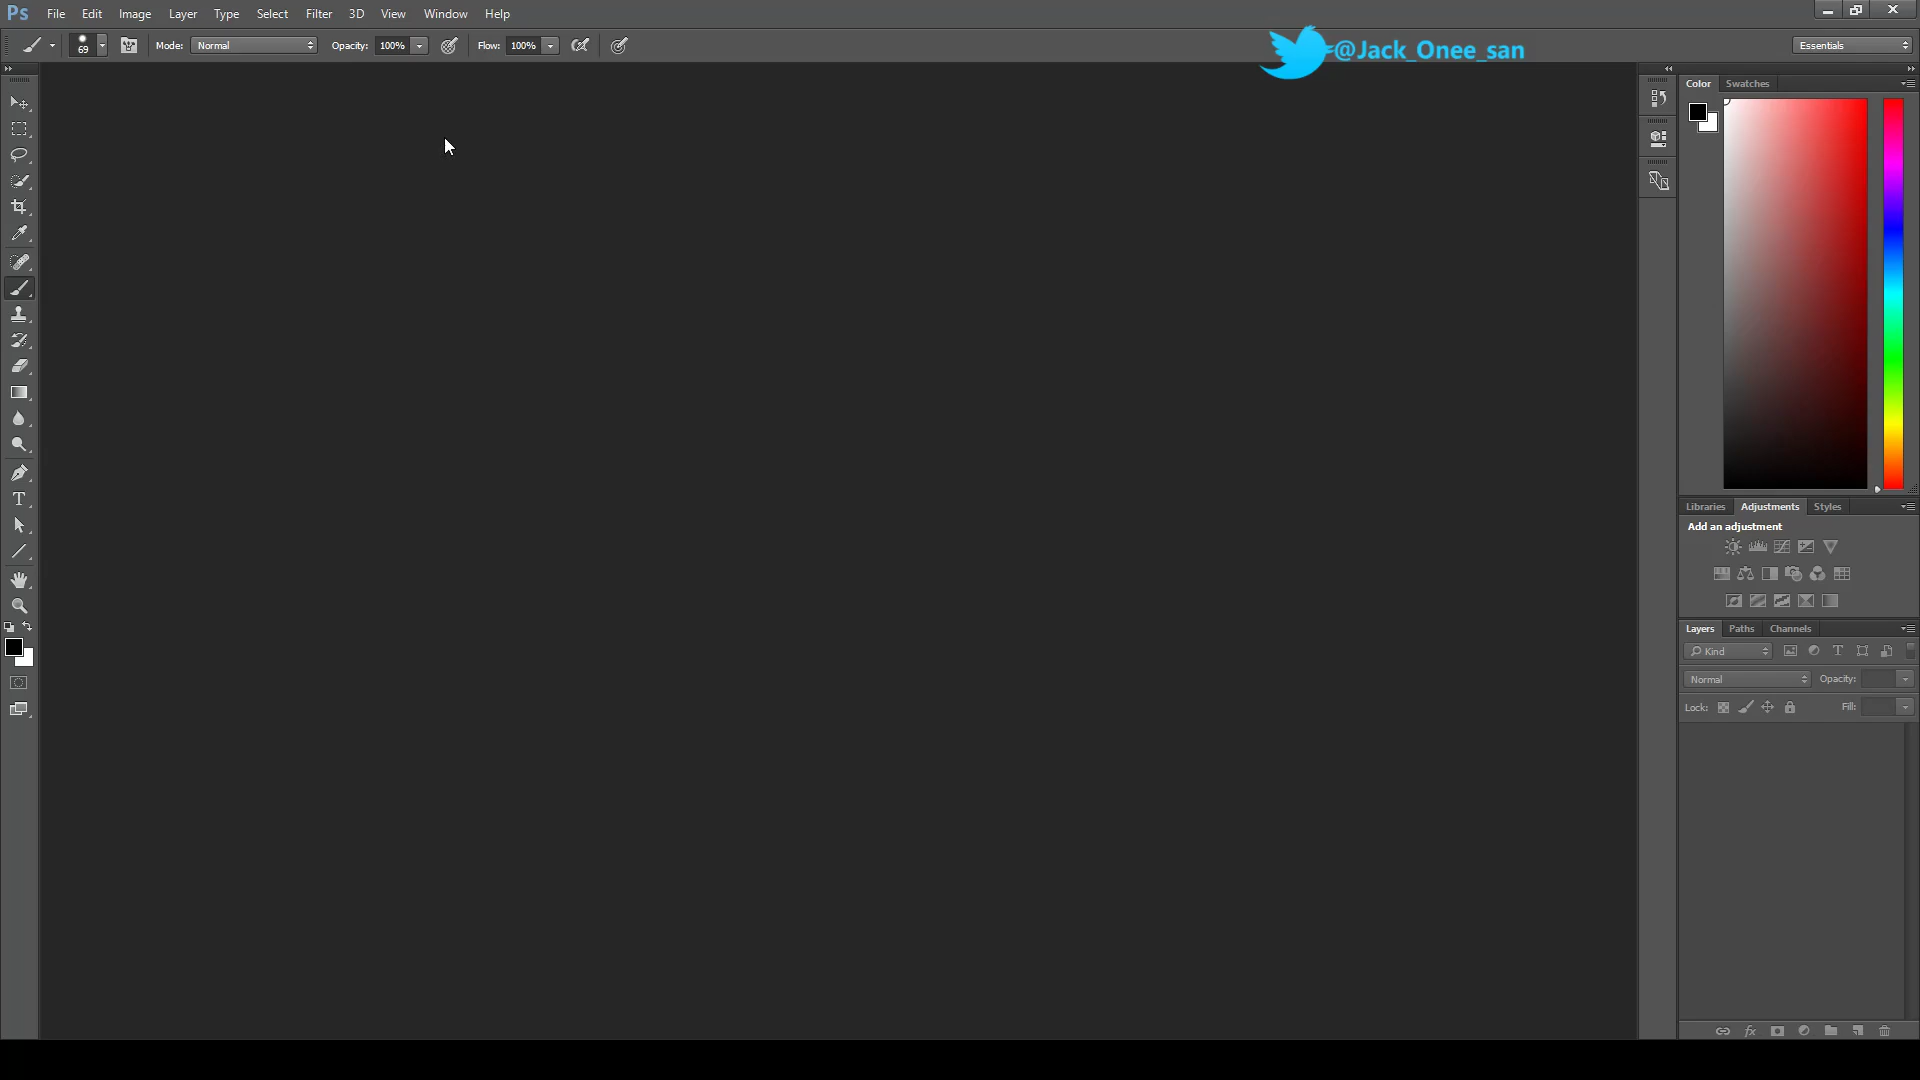 Ps File Edit Image Layer Type Select Filter 3D View Window Help
69 Mode: Normal Opacity: 100% Flow: 100% @Jack_Onee_san Essentials
Color Swatches
Libraries Adjustments Styles
Add an adjustment
Layers Paths Channels
Kind T
Normal Opacity:
Lock: Fill:
fx
T